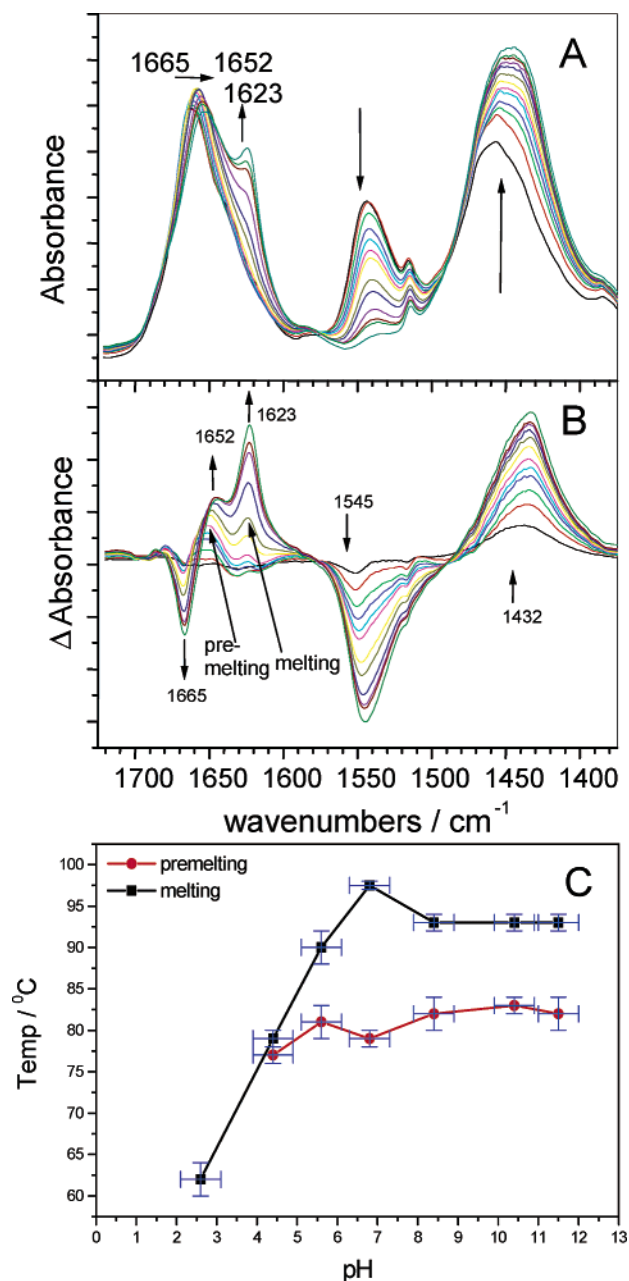 A
1665 1652
1623
Absorbance
B
1623
1652
1545
pre-
melting
melting
1665
1432
Δ Absorbance
1700 1650 1600 1550 1500 1450 1400
wavenumbers / cm⁻¹
C
premelting
melting
100
95
90
85
80
75
70
65
60
Temp / ⁰C
0 1 2 3 4 5 6 7 8 9 10 11 12 13
pH